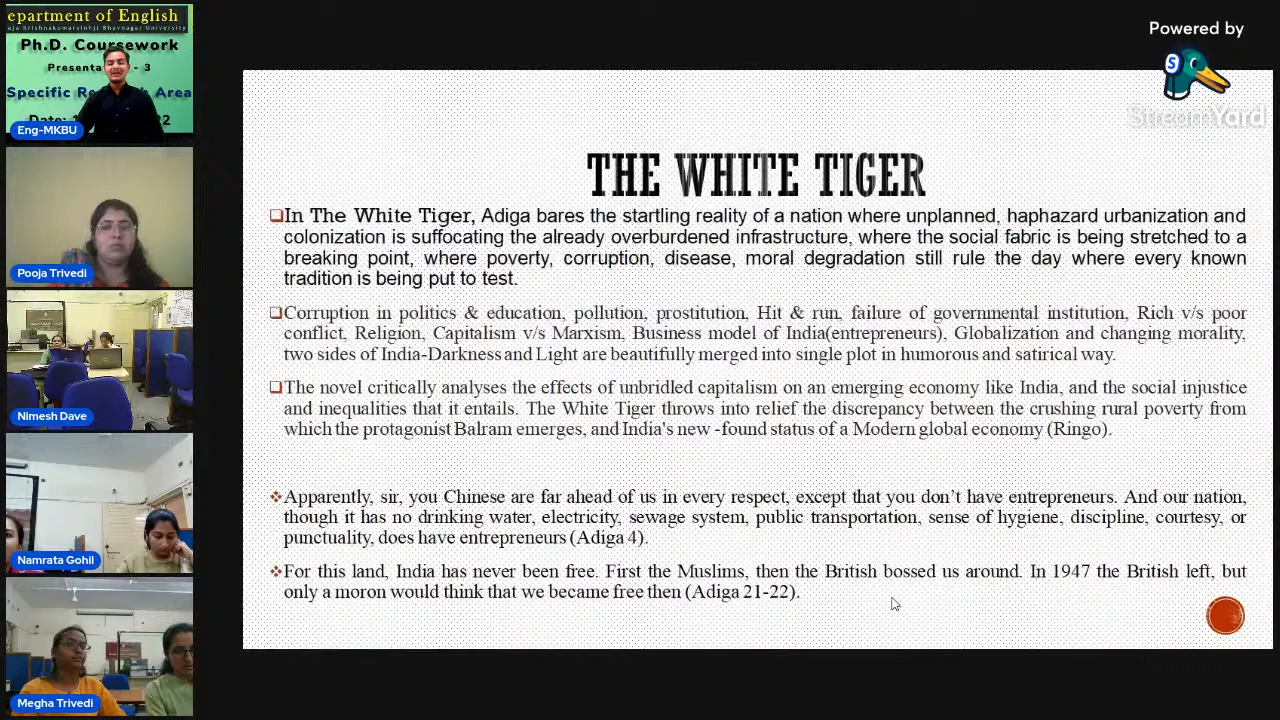 epartment of English
aja Krishnakumarsinhji Bhavnagar University
Ph.D. Coursework
- 3
Specific
Area
Eng-MKBU
Pooja Trivedi
Nimesh Dave
Namrata Gohil
Megha Trivedi
Powered by
S
StreamYard
THE WHITE TIGER
❑In The White Tiger, Adiga bares the startling reality of a nation where unplanned, haphazard urbanization and
colonization is suffocating the already overburdened infrastructure, where the social fabric is being stretched to a
breaking point, where poverty, corruption, disease, moral degradation still rule the day where every known
tradition is being put to test.
❑Corruption in politics & education, pollution, prostitution, Hit & run, failure of governmental institution, Rich v/s poor
conflict, Religion, Capitalism v/s Marxism, Business model of India(entrepreneurs), Globalization and changing morality,
two sides of India-Darkness and Light are beautifully merged into single plot in humorous and satirical way.
❑The novel critically analyses the effects of unbridled capitalism on an emerging economy like India, and the social injustice
and inequalities that it entails. The White Tiger throws into relief the discrepancy between the crushing rural poverty from
which the protagonist Balram emerges, and India's new -found status of a Modern global economy (Ringo).
❖Apparently, sir, you Chinese are far ahead of us in every respect, except that you don’t have entrepreneurs. And our nation,
though it has no drinking water, electricity, sewage system, public transportation, sense of hygiene, discipline, courtesy, or
punctuality, does have entrepreneurs (Adiga 4).
❖For this land, India has never been free. First the Muslims, then the British bossed us around. In 1947 the British left, but
only a moron would think that we became free then (Adiga 21-22).